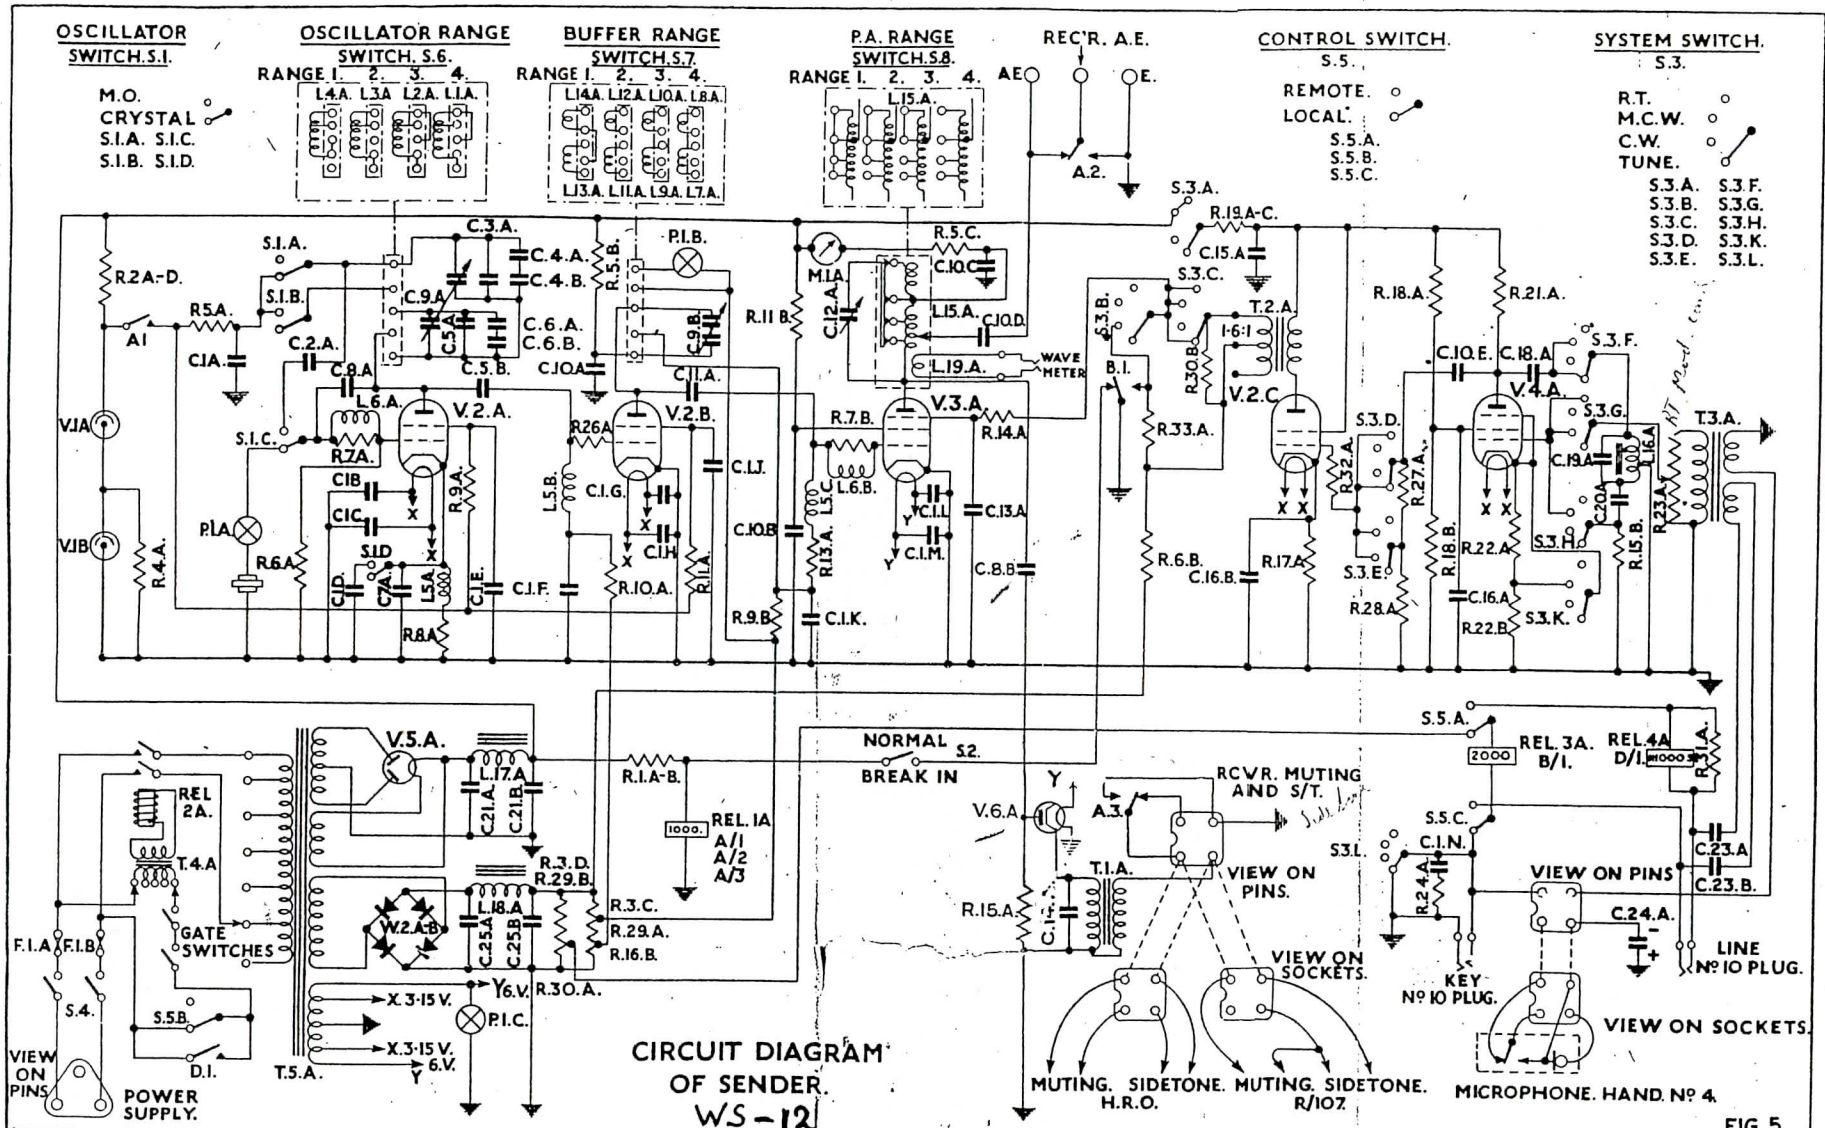 OSCILLATOR
SWITCH.S.1.
M.O.
CRYSTAL
S.1.A. S.1.C.
S.1.B. S.1.D.
OSCILLATOR RANGE
SWITCH. S.6.
RANGE 1. 2. 3. 4.
L.4.A. L.3.A L.2.A. L.1.A.
BUFFER RANGE
SWITCH.S.7.
RANGE 1. 2. 3. 4.
L.14.A. L.12.A. L.10.A. L.8.A.
L.13.A. L.11.A. L.9.A. L.7.A.
P.A. RANGE
SWITCH.S.8.
RANGE 1. 2. 3. 4.
L.15.A.
REC'R. A.E.
AE
E.
A.2.
CONTROL SWITCH.
S.5.
REMOTE.
LOCAL.
S.5.A.
S.5.B.
S.5.C.
SYSTEM SWITCH.
S.3.
R.T.
M.C.W.
C.W.
TUNE.
S.3.A. S.3.F.
S.3.B. S.3.G.
S.3.C. S.3.H.
S.3.D. S.3.K.
S.3.E. S.3.L.
R.2A-D.
S.1.A.
S.1.B.
R5.A.
A1
C.1A.
C.2.A.
C.3.A.
C.4.A.
C.4.B.
C.9.A
C.5.A.
C.6.A.
C.6.B.
C.8.A
C.5.B.
R.5.B.
P.1.B.
C.9.B.
C.10.A
C.11.A.
R.11 B.
M.1A.
R.5.C.
C.10.C
C.12.A.
L.15.A.
C.10.D.
L.19.A.
WAVE
METER
S.3.A.
R.19.A-C.
C.15.A
S.3.C.
S.3.B.
T.2.A.
1·6:1
R30.B.
B.1.
V.2.C
R.18.A.
R.21.A.
C.10.E.
C.18.A.
S.3.F.
V.4.A.
S.3.G.
T.3.A.
V.1A
V.1B
L.6.A
R.7.A.
S.1.C.
V.2.A.
R.9.A.
C1B
C1C
P.1.A.
R.6.A
R.4.A.
S.1.D
C.1.D.
C.7A.
L5.A.
R.8.A
C.1.E.
R.26A
V.2.B.
L.5.B.
C.1.G.
C.1.H
C.1.J.
C.1.F.
R.10.A.
R.11.A.
R.7.B.
L.6.B.
V.3.A
R.14.A
C.1.L
C.1.M.
C.13.A
L.5.C
R.13.A
C.10.B
R.9.B
C.1.K.
C.8.B
R.33.A.
R.6.B.
C.16.B.
R.17.A
R.32.A.
S.3.D.
R.27.A.
S.3.E.
R.28.A
R.18.B.
C.16.A
R.22.A
R.22.B.
S.3.H.
S.3.K.
C.19.A
L.16.A.
C.20.A
R.15.B.
R.23.A.
X
X
X
X
Y
Y
X X
X X
V.5.A.
L.17.A
C.21.A.
C.21.B.
R.1.A-B.
NORMAL
BREAK IN
S.2.
REL.1A
A/1
A/2
A/3
1000.
REL
2A.
T.4.A
GATE
SWITCHES
F.1.A
F.1.B
S.4.
S.5.B.
D.1.
VIEW
ON
PINS
POWER
SUPPLY.
T.5.A.
L.18.A
W.2.A-B
C.25.A
C.25.B
R.3.D.
R.29.B.
R.3.C.
R.29.A.
R.16.B.
R.30.A.
X.3·15 V.
X.3·15 V.
Y 6.V.
6.V.
Y
P.1.C.
Y
V.6.A
R.15.A.
C.14.
T.1.A.
A.3.
RCVR. MUTING
AND S/T.
VIEW ON
PINS.
VIEW ON
SOCKETS.
MUTING. SIDETONE. MUTING. SIDETONE.
H.R.O. R/107.
S.5.A.
REL.3A.
B/1.
2000
REL.4A
D/1.
1000
R.31.A.
S.5.C.
S.3.L.
C.1.N.
R.24.A.
C.23.A
C.23.B.
VIEW ON PINS
C.24.A.
KEY
Nº 10 PLUG.
LINE
Nº 10 PLUG.
VIEW ON SOCKETS.
MICROPHONE. HAND. Nº 4.
CIRCUIT DIAGRAM
OF SENDER.
WS-12
FIG 5